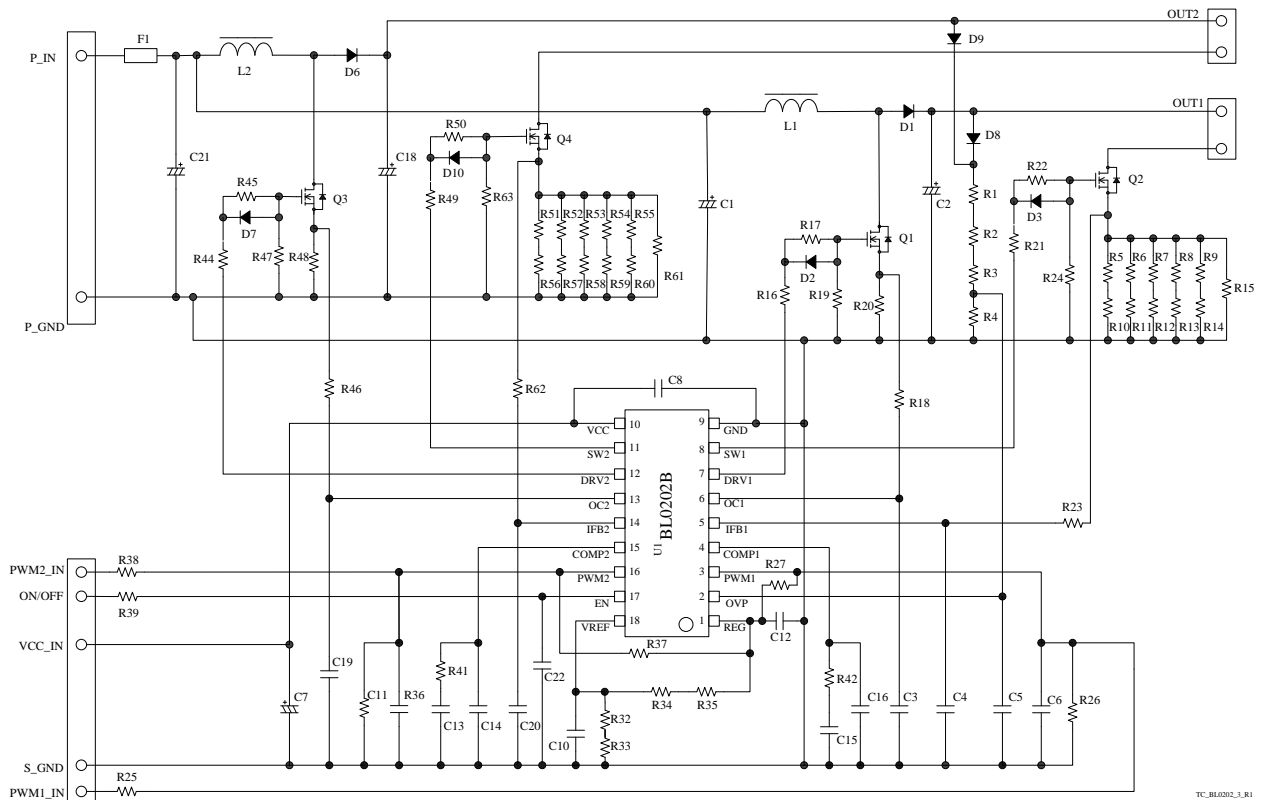 OUT2
F1
D9
P_IN
L2
D6
OUT1
L1
D1
R50
Q4
D8
C21
D10
C18
R22
Q2
R45
Q3
R49
R63
R1
D3
D7
R51 R52 R53 R54 R55
C1
R17
Q1
C2
R2
R21
R44
R47
R48
D2
R5 R6 R7 R8 R9
R61
R16
R19
R20
R3
R24
R15
R56 R57 R58 R59 R60
R4
P_GND
R10 R11 R12 R13 R14
R46
R62
C8
R18
10
9
VCC
GND
11
8
SW2
SW1
12
7
DRV2
DRV1
BL0202B
U1
13
6
OC2
OC1
R23
14
5
IFB2
IFB1
15
4
COMP2
COMP1
R38
R27
PWM2_IN
16
3
PWM2
PWM1
ON/OFF
17
2
R39
EN
OVP
18
1
VREF
REG
C12
R37
VCC_IN
C19
R41
C22
R42
C7
C11
R36
R34
R35
C16
C3
C4
C5
C6
R26
C13
C14
C20
R32
C10
R33
C15
S_GND
R25
PWM1_IN
TC_BL0202_3_R1